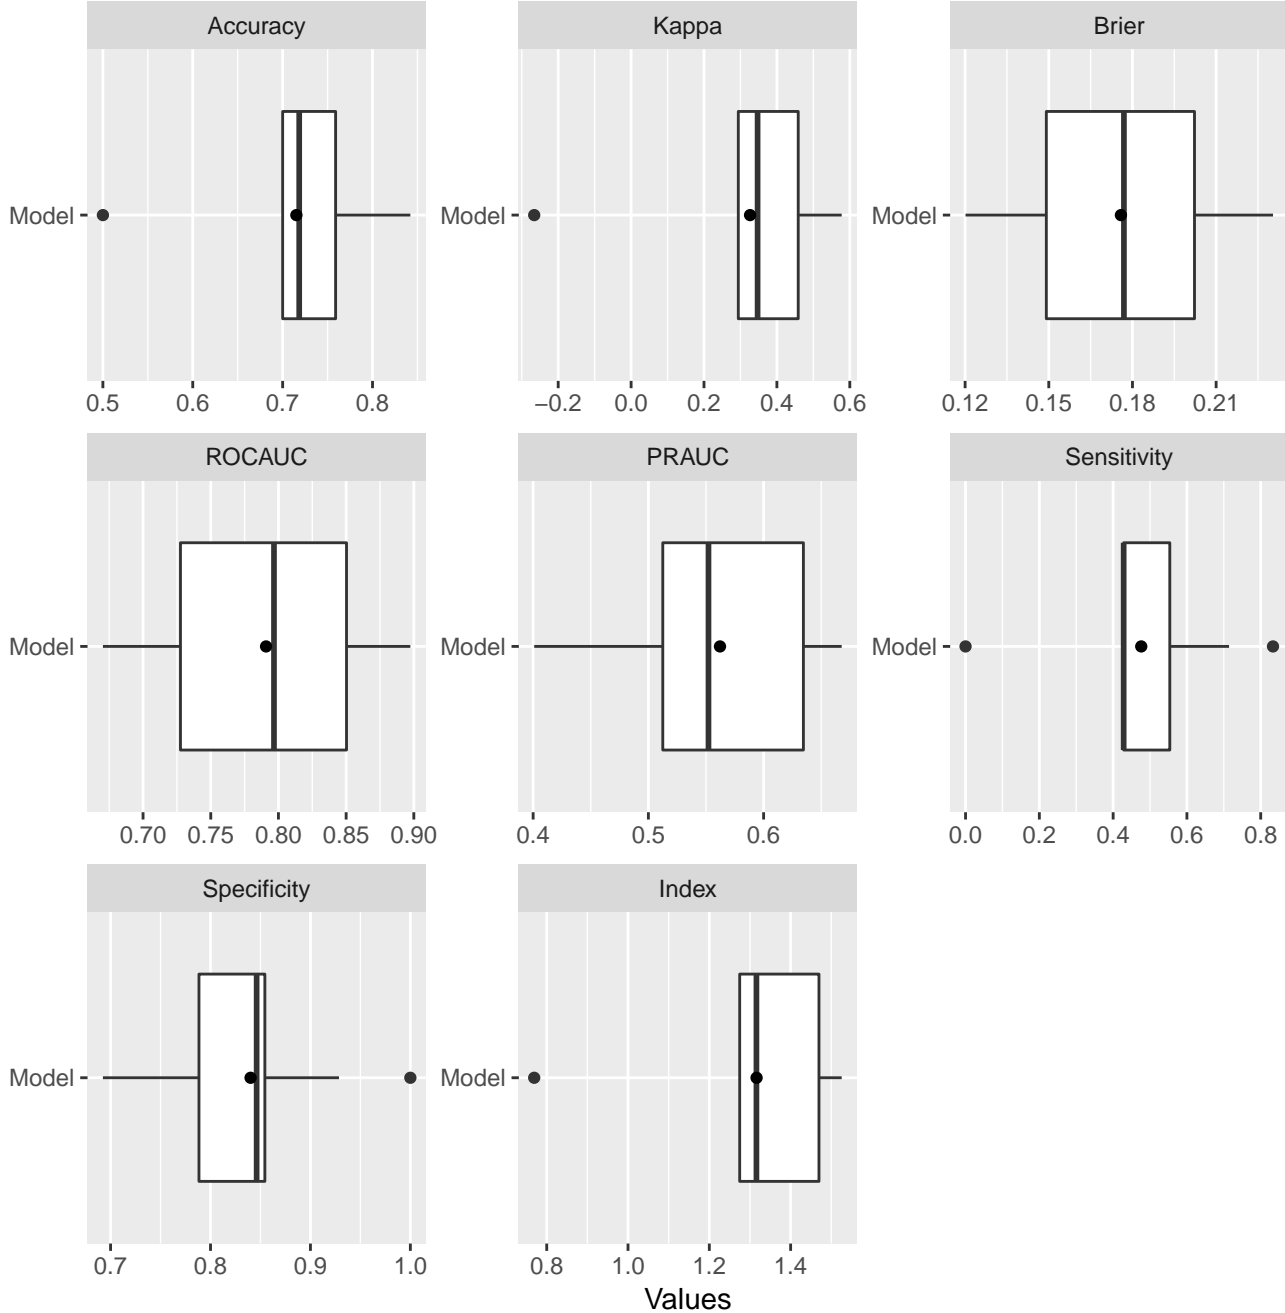 Accuracy
Kappa
Brier
Model
Model
Model
0.5 0.6 0.7 0.8
−0.2 0.0 0.2 0.4 0.6
0.12 0.15 0.18 0.21
ROCAUC
PRAUC
Sensitivity
Model
Model
Model
0.70 0.75 0.80 0.85 0.90
0.4 0.5 0.6
0.0 0.2 0.4 0.6 0.8
Specificity
Index
Model
Model
0.7 0.8 0.9 1.0
0.8 1.0 1.2 1.4
Values